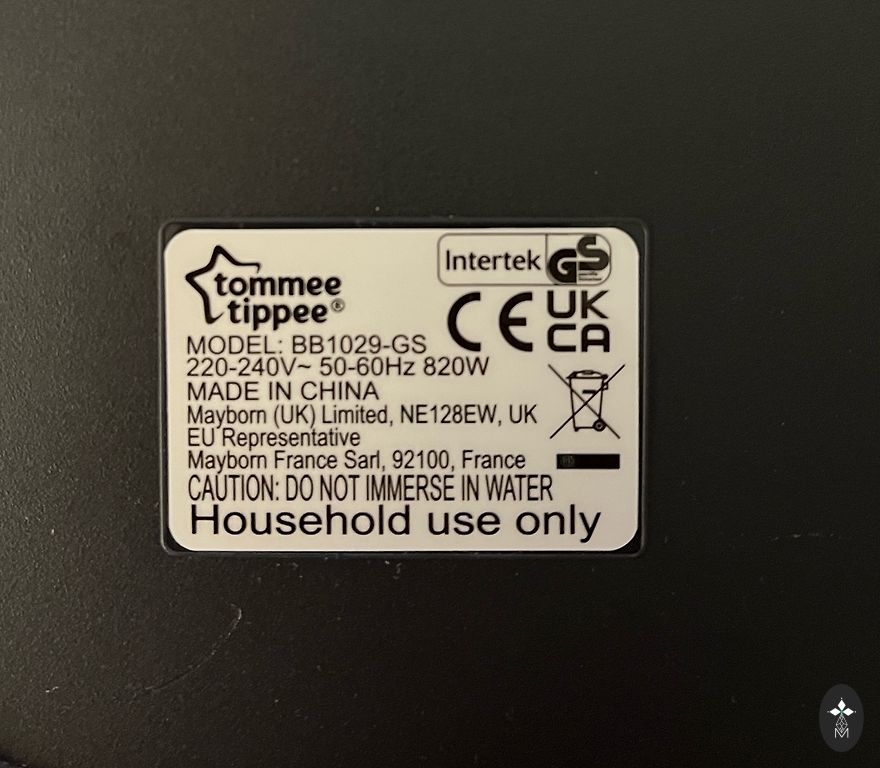 tommee
tippee®
Intertek GS
CE UK
CA
MODEL: BB1029-GS
220-240V~ 50-60Hz 820W
MADE IN CHINA
Mayborn (UK) Limited, NE128EW, UK
EU Representative
Mayborn France Sarl, 92100, France
CAUTION: DO NOT IMMERSE IN WATER
Household use only
M